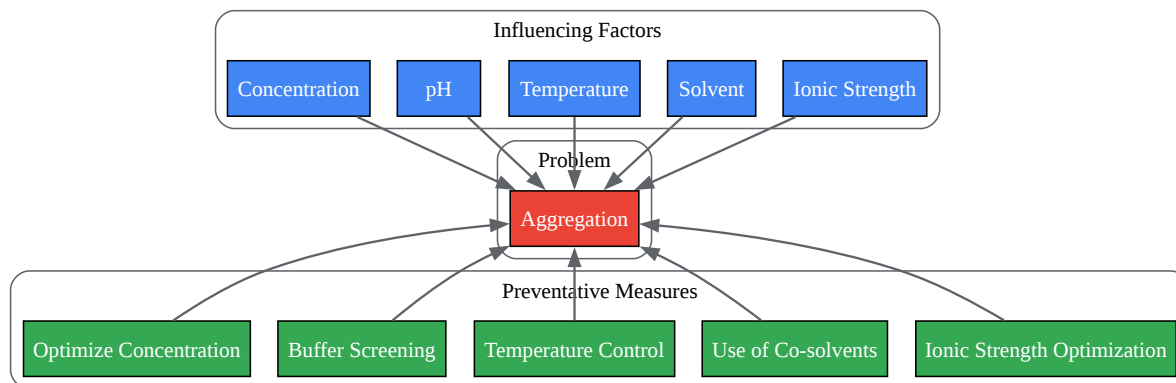 Influencing Factors
Concentration
pH
Temperature
Solvent
Ionic Strength
Problem
Aggregation
Preventative Measures
Optimize Concentration
Buffer Screening
Temperature Control
Use of Co-solvents
Ionic Strength Optimization